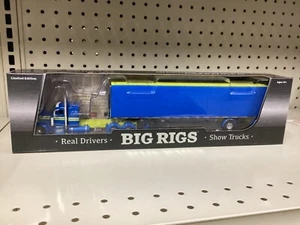 Limited Edition
· Real Drivers · BIG RIGS · Show Trucks ·